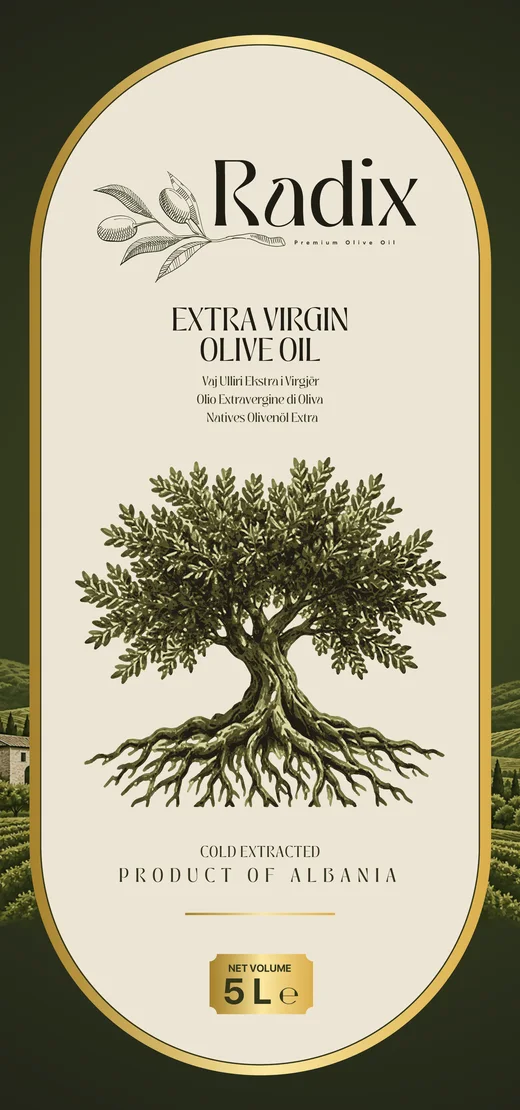 Radix
Premium Olive Oil
EXTRA VIRGIN
OLIVE OIL
Vaj Ulliri Ekstra i Virgjër
Olio Extravergine di Oliva
Natives Olivenöl Extra
COLD EXTRACTED
PRODUCT OF ALBANIA
NET VOLUME
5 L ℮